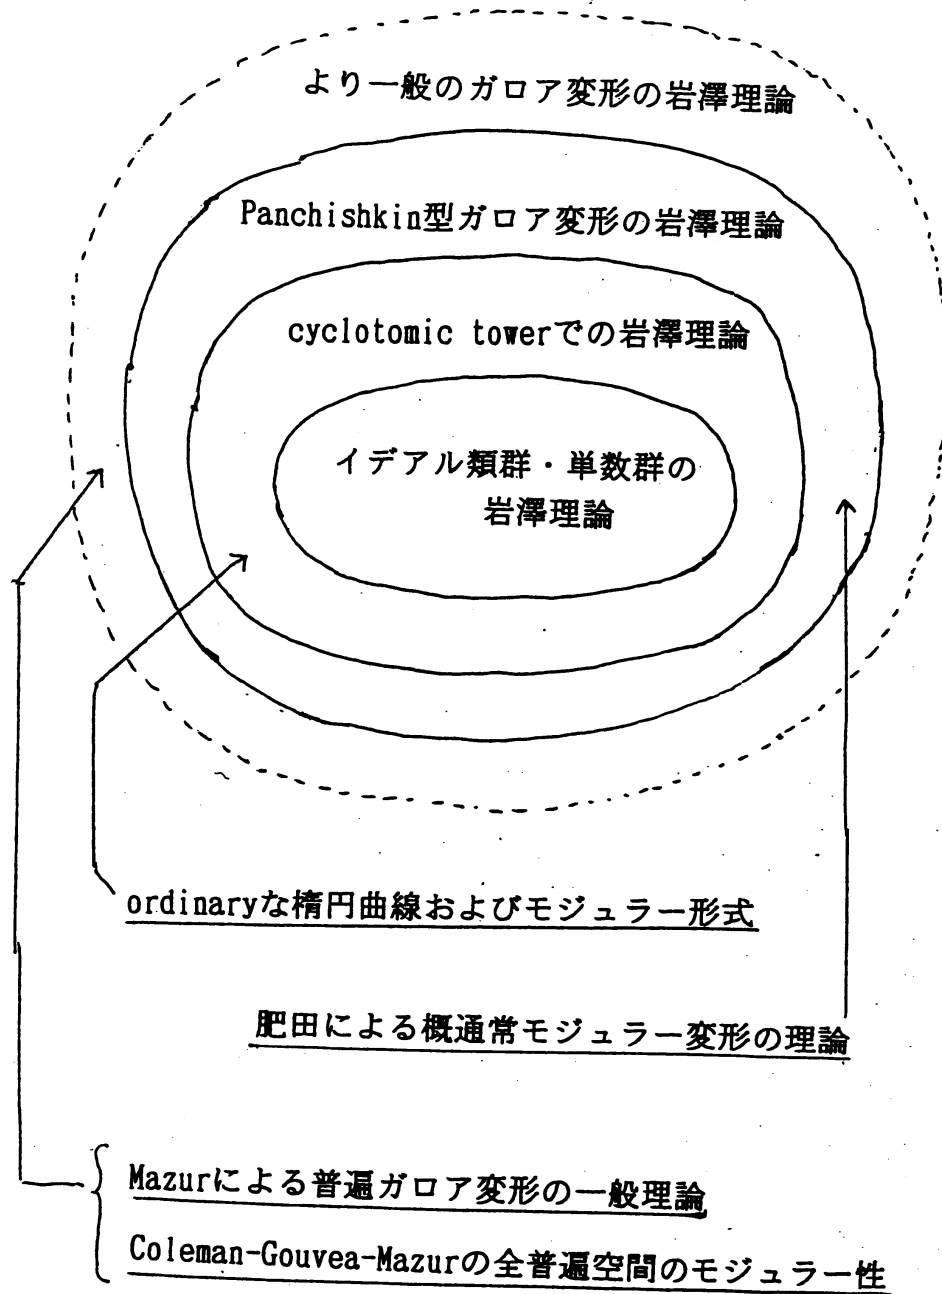 より一般のガロア変形の岩澤理論
Panchishkin型ガロア変形の岩澤理論
cyclotomic towerでの岩澤理論
イデアル類群・単数群の
岩澤理論
ordinaryな楕円曲線およびモジュラー形式
肥田による概通常モジュラー変形の理論
Mazurによる普遍ガロア変形の一般理論
Coleman-Gouvea-Mazurの全普遍空間のモジュラー性